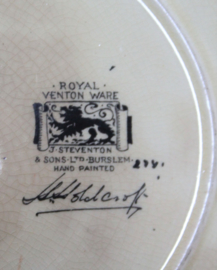 · ROYAL ·
VENTON WARE
J. STEVENTON
& SONS·LTD·BURSLEM.
HAND PAINTED